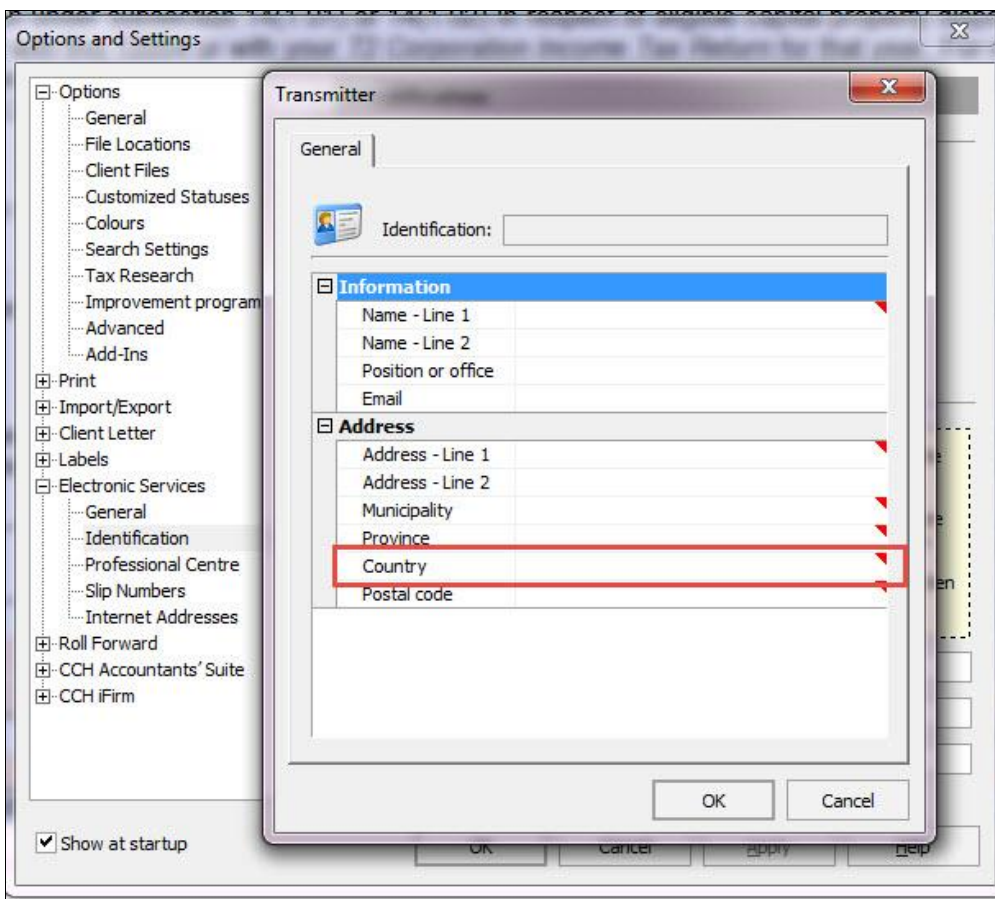 Options and Settings
Options
General
File Locations
Client Files
Customized Statuses
Colours
Search Settings
Tax Research
Improvement program
Advanced
Add-Ins
Print
Import/Export
Client Letter
Labels
Electronic Services
General
Identification
Professional Centre
Slip Numbers
Internet Addresses
Roll Forward
CCH Accountants' Suite
CCH iFirm
Show at startup
Transmitter
General
Identification:
Information
Name - Line 1
Name - Line 2
Position or office
Email
Address
Address - Line 1
Address - Line 2
Municipality
Province
Country
Postal code
OK
Cancel
OK
Cancel
Apply
Help